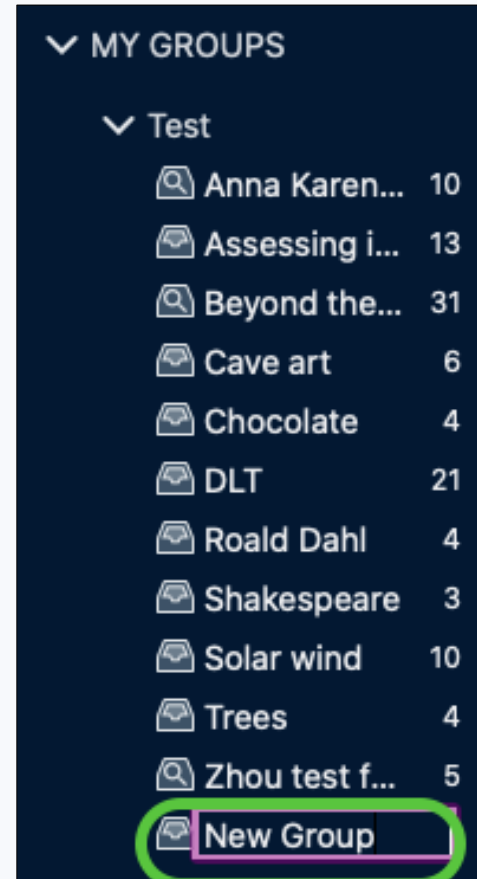 MY GROUPS
Test
Anna Karen... 10
Assessing i... 13
Beyond the... 31
Cave art 6
Chocolate 4
DLT 21
Roald Dahl 4
Shakespeare 3
Solar wind 10
Trees 4
Zhou test f... 5
New Group